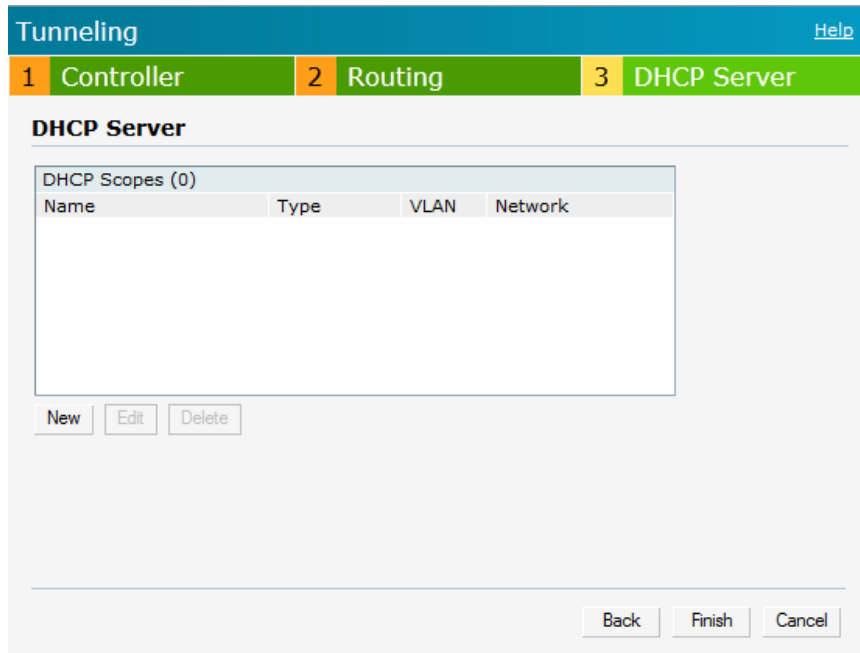 Tunneling Help
1 Controller 2 Routing 3 DHCP Server
DHCP Server
DHCP Scopes (0)
Name Type VLAN Network
New Edit Delete
Back Finish Cancel